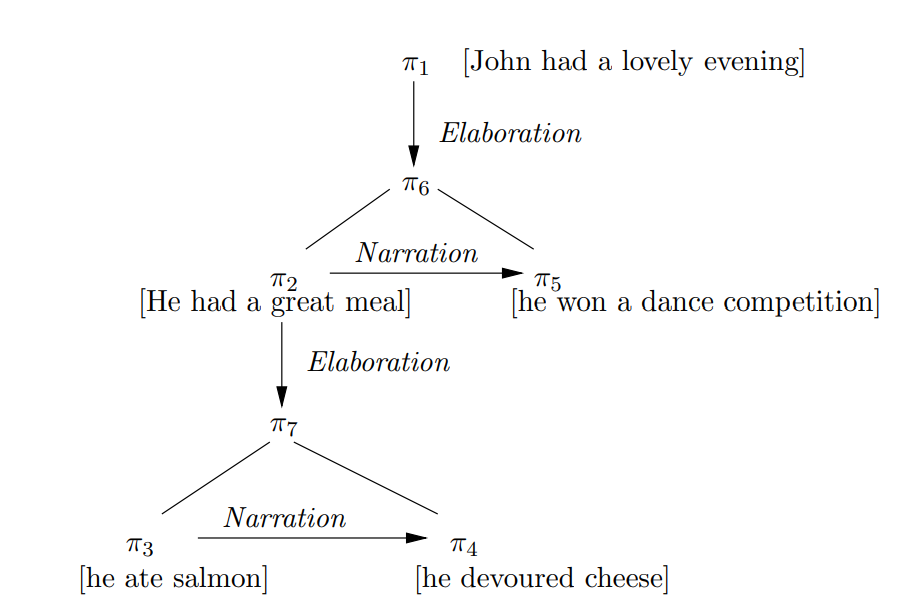 π1 [John had a lovely evening]
Elaboration
π6
Narration
π2 π5
[He had a great meal] [he won a dance competition]
Elaboration
π7
Narration
π3 π4
[he ate salmon] [he devoured cheese]